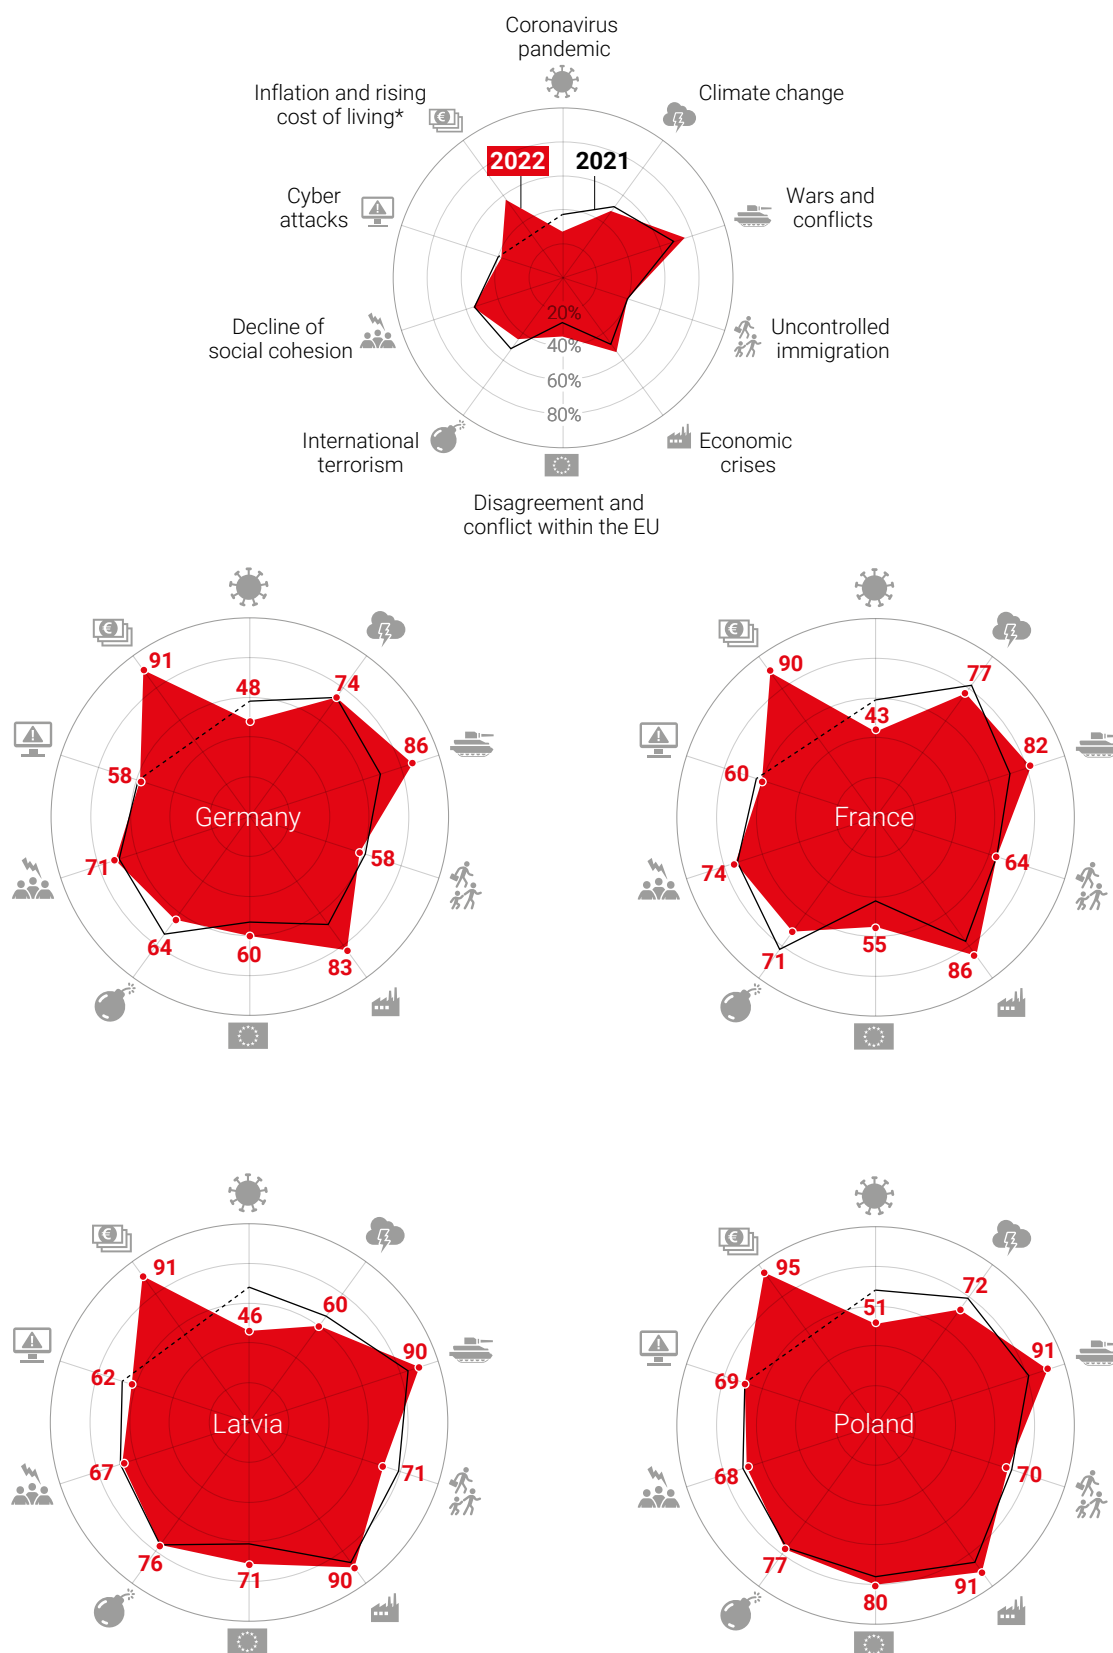 Coronavirus
pandemic
Inflation and rising
cost of living*
Climate change
2022
2021
Cyber
attacks
Wars and
conflicts
Decline of
social cohesion
Uncontrolled
immigration
20%
40%
60%
80%
International
terrorism
Economic
crises
Disagreement and
conflict within the EU
91
48
74
86
58
Germany
58
71
64
60
83
90
43
77
82
60
France
64
74
71
55
86
91
46
60
90
62
Latvia
67
71
76
71
90
95
51
72
91
69
Poland
68
70
77
80
91